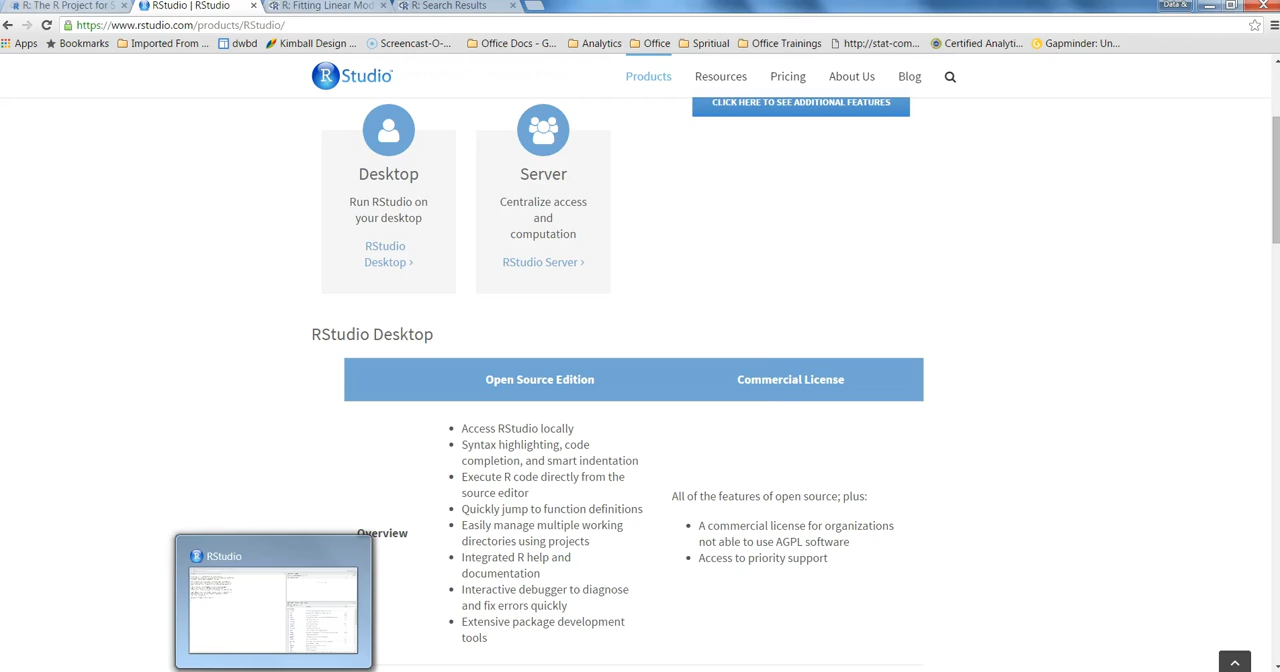 R: The R Project for S
RStudio | RStudio
R: Fitting Linear Mod
R: Search Results
Data &
https://www.rstudio.com/products/RStudio/
Apps
Bookmarks
Imported From ...
dwbd
Kimball Design ...
Screencast-O-...
Office Docs - G...
Analytics
Office
Spritiual
Office Trainings
http://stat-com...
Certified Analyti...
Gapminder: Un...
R Studio
Products
Resources
Pricing
About Us
Blog
CLICK HERE TO SEE ADDITIONAL FEATURES
Desktop
Run RStudio on
your desktop
RStudio
Desktop ›
Server
Centralize access
and
computation
RStudio Server ›
RStudio Desktop
Open Source Edition
Commercial License
Overview
• Access RStudio locally
• Syntax highlighting, code
completion, and smart indentation
• Execute R code directly from the
source editor
• Quickly jump to function definitions
• Easily manage multiple working
directories using projects
• Integrated R help and
documentation
• Interactive debugger to diagnose
and fix errors quickly
• Extensive package development
tools
All of the features of open source; plus:
• A commercial license for organizations
not able to use AGPL software
• Access to priority support
RStudio